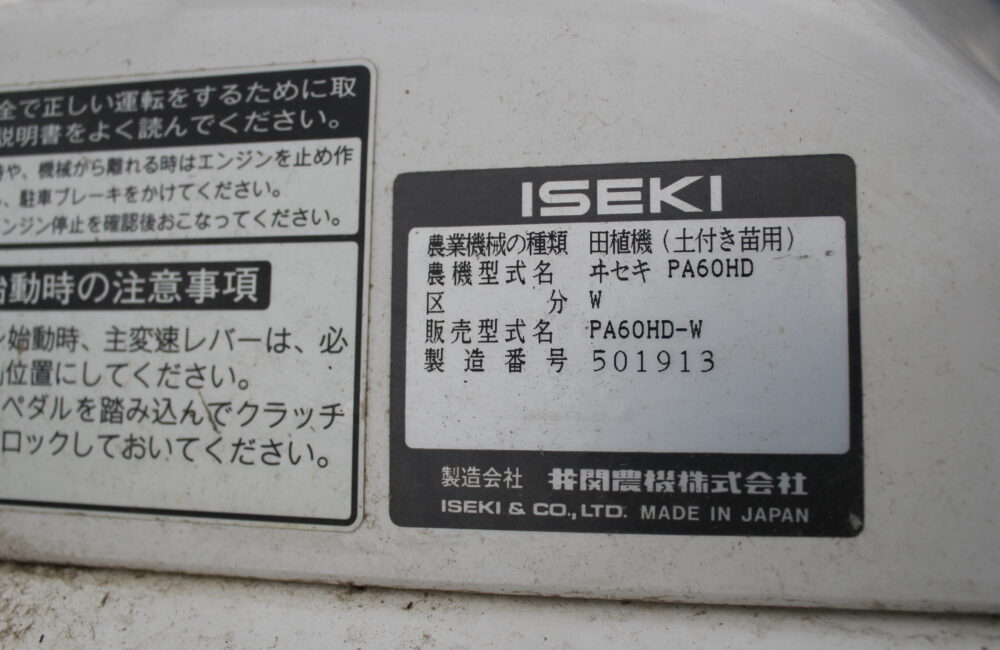 全で正しい運転をするために取
説明書をよく読んでください。
や、機械から離れる時はエンジンを止め作
、駐車ブレーキをかけてください。
ンジン停止を確認後おこなってください。
始動時の注意事項
始動時、主変速レバーは、必
位置にしてください。
ペダルを踏み込んでクラッチ
ロックしておいてください。
ISEKI
農業機械の種類 田植機(土付き苗用)
農機型式名 ヰセキ PA60HD
区分 W
販売型式名 PA60HD-W
製造番号 501913
製造会社 井関農機株式会社
ISEKI & CO., LTD. MADE IN JAPAN